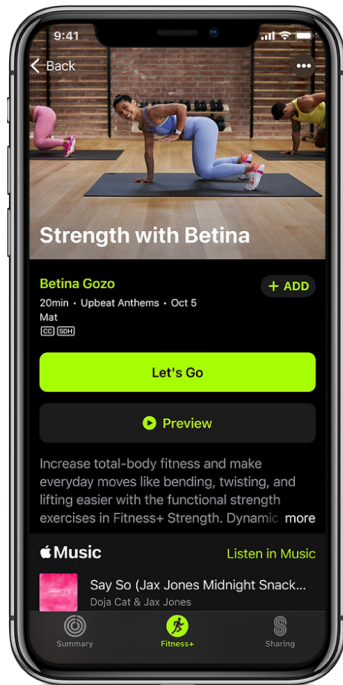 9:41
Back
Strength with Betina
Betina Gozo
+ ADD
20min • Upbeat Anthems • Oct 5
Mat
CC SDH
Let's Go
Preview
Increase total-body fitness and make
everyday moves like bending, twisting, and
lifting easier with the functional strength
exercises in Fitness+ Strength. Dynamic more
Music
Listen in Music
Say So (Jax Jones Midnight Snack...
Doja Cat & Jax Jones
Summary
Fitness+
Sharing